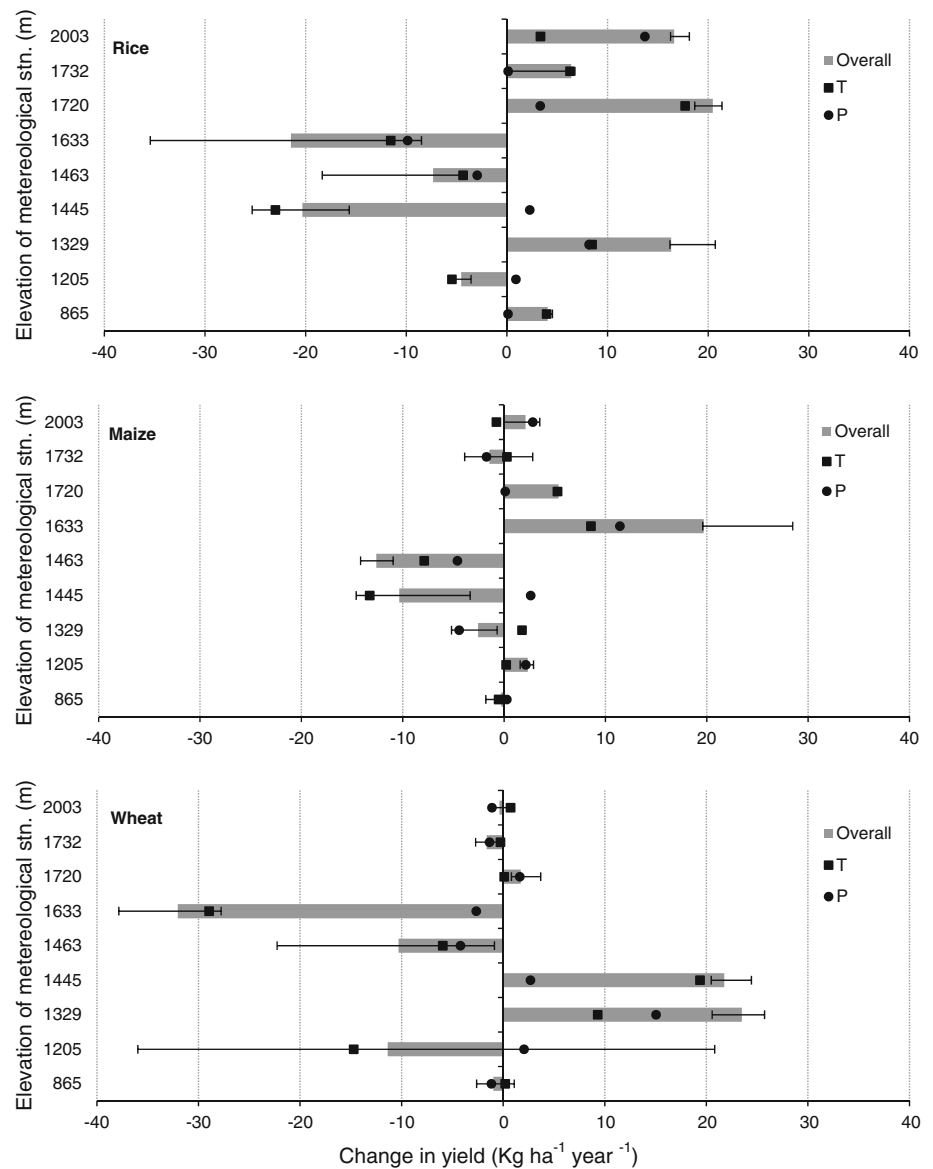 Elevation of metereological stn. (m)
Rice
2003
1732
1720
1633
1463
1445
1329
1205
865
Overall
T
P
-40 -30 -20 -10 0 10 20 30 40
Elevation of metereological stn. (m)
Maize
2003
1732
1720
1633
1463
1445
1329
1205
865
Overall
T
P
-40 -30 -20 -10 0 10 20 30 40
Elevation of metereological stn. (m)
Wheat
2003
1732
1720
1633
1463
1445
1329
1205
865
Overall
T
P
-40 -30 -20 -10 0 10 20 30 40
Change in yield (Kg ha⁻¹ year ⁻¹)